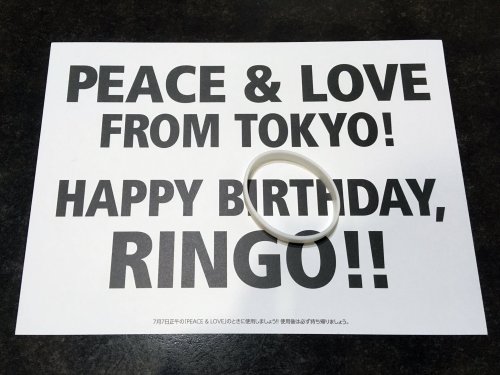 PEACE & LOVE
FROM TOKYO!
HAPPY BIRTHDAY,
RINGO!!
7月7日正午の「PEACE & LOVE」のときに使用しましょう!! 使用後は必ず持ち帰りましょう。